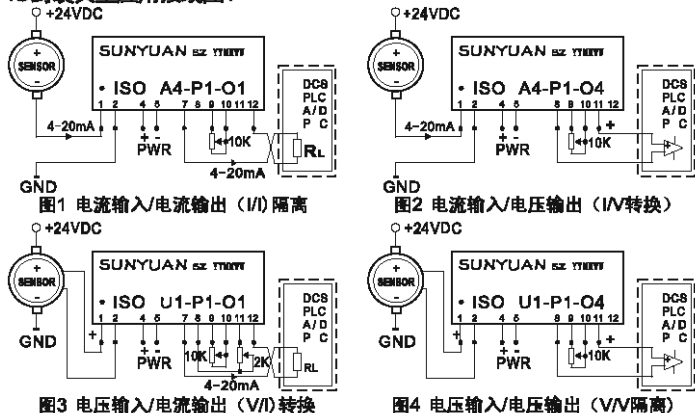 +24VDC
+
SENSOR
-
SUNYUAN SZ
• ISO A4-P1-O1
1 2 4 5 7 8 9 10 11 12
4-20mA
+ -
PWR
10K
4-20mA
DCS
PLC
A/D
P C
RL
GND
图1 电流输入/电流输出（I/I）隔离
+24VDC
+
SENSOR
-
SUNYUAN SZ
• ISO A4-P1-O4
1 2 4 5 8 9 10 11
4-20mA
+ -
PWR
10K
+
DCS
PLC
A/D
P C
+
-
GND
图2 电流输入/电压输出（I/V转换）
+24VDC
+
SENSOR
-
SUNYUAN SZ
• ISO U1-P1-O1
1 2 4 5 7 8 9 10 11 12
+
GND
+ -
PWR
10K
2K
4-20mA
DCS
PLC
A/D
P C
RL
图3 电压输入/电流输出（V/I）转换
+24VDC
+
SENSOR
-
SUNYUAN SZ
• ISO U1-P1-O4
1 2 4 5 8 9 10 11
+
GND
+ -
PWR
10K
+
DCS
PLC
A/D
P C
+
-
图4 电压输入/电压输出（V/V隔离）